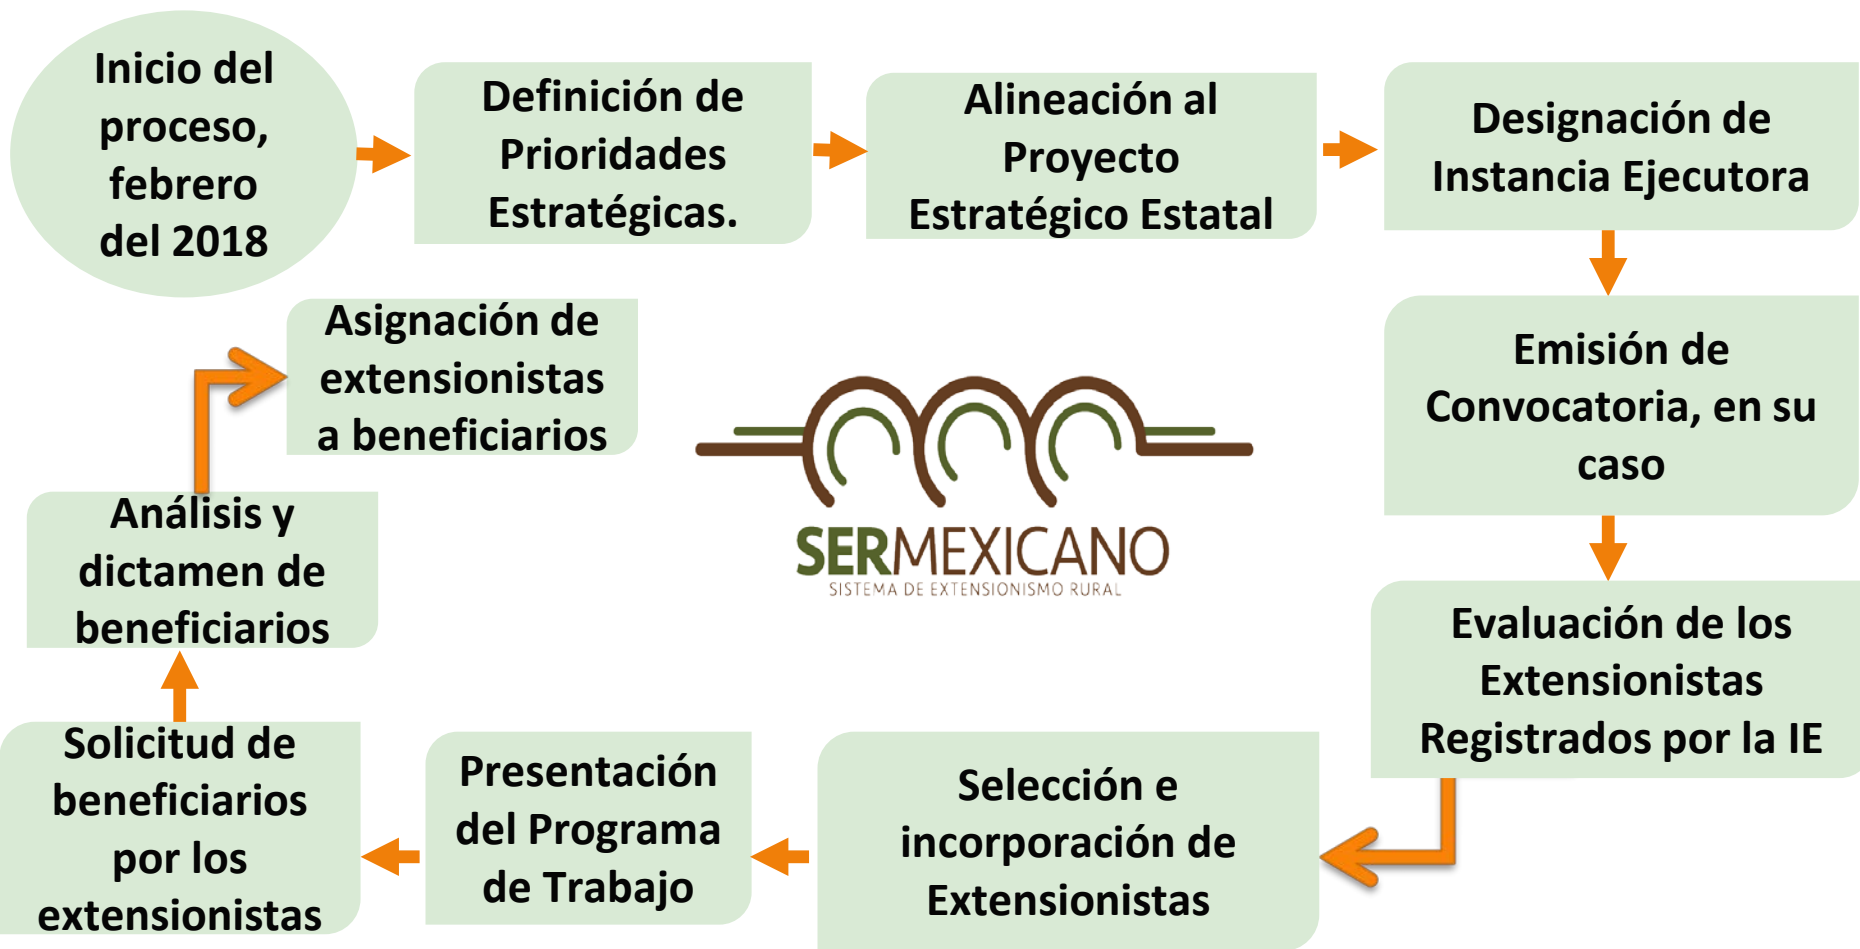 Inicio del
proceso,
febrero
del 2018
Definición de
Prioridades
Estratégicas.
Alineación al
Proyecto
Estratégico Estatal
Designación de
Instancia Ejecutora
Emisión de
Convocatoria, en su
caso
Evaluación de los
Extensionistas
Registrados por la IE
Selección e
incorporación de
Extensionistas
Presentación
del Programa
de Trabajo
Solicitud de
beneficiarios
por los
extensionistas
Análisis y
dictamen de
beneficiarios
Asignación de
extensionistas
a beneficiarios
SERMEXICANO
SISTEMA DE EXTENSIONISMO RURAL